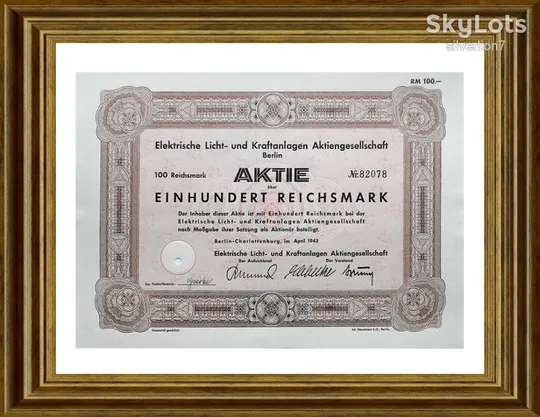 SkyLots
silverlion7
RM 100.—
Elektrische Licht- und Kraftanlagen Aktiengesellschaft
Berlin
100 Reichsmark AKTIE Nr. 82078
über
EINHUNDERT REICHSMARK
Der Inhaber dieser Aktie ist mit Einhundert Reichsmark bei der
Elektrische Licht- und Kraftanlagen Aktiengesellschaft
nach Maßgabe ihrer Satzung als Aktionär beteiligt.
Berlin-Charlottenburg, im April 1943
Elektrische Licht- und Kraftanlagen Aktiengesellschaft
Der Aufsichtsrat Der Vorstand